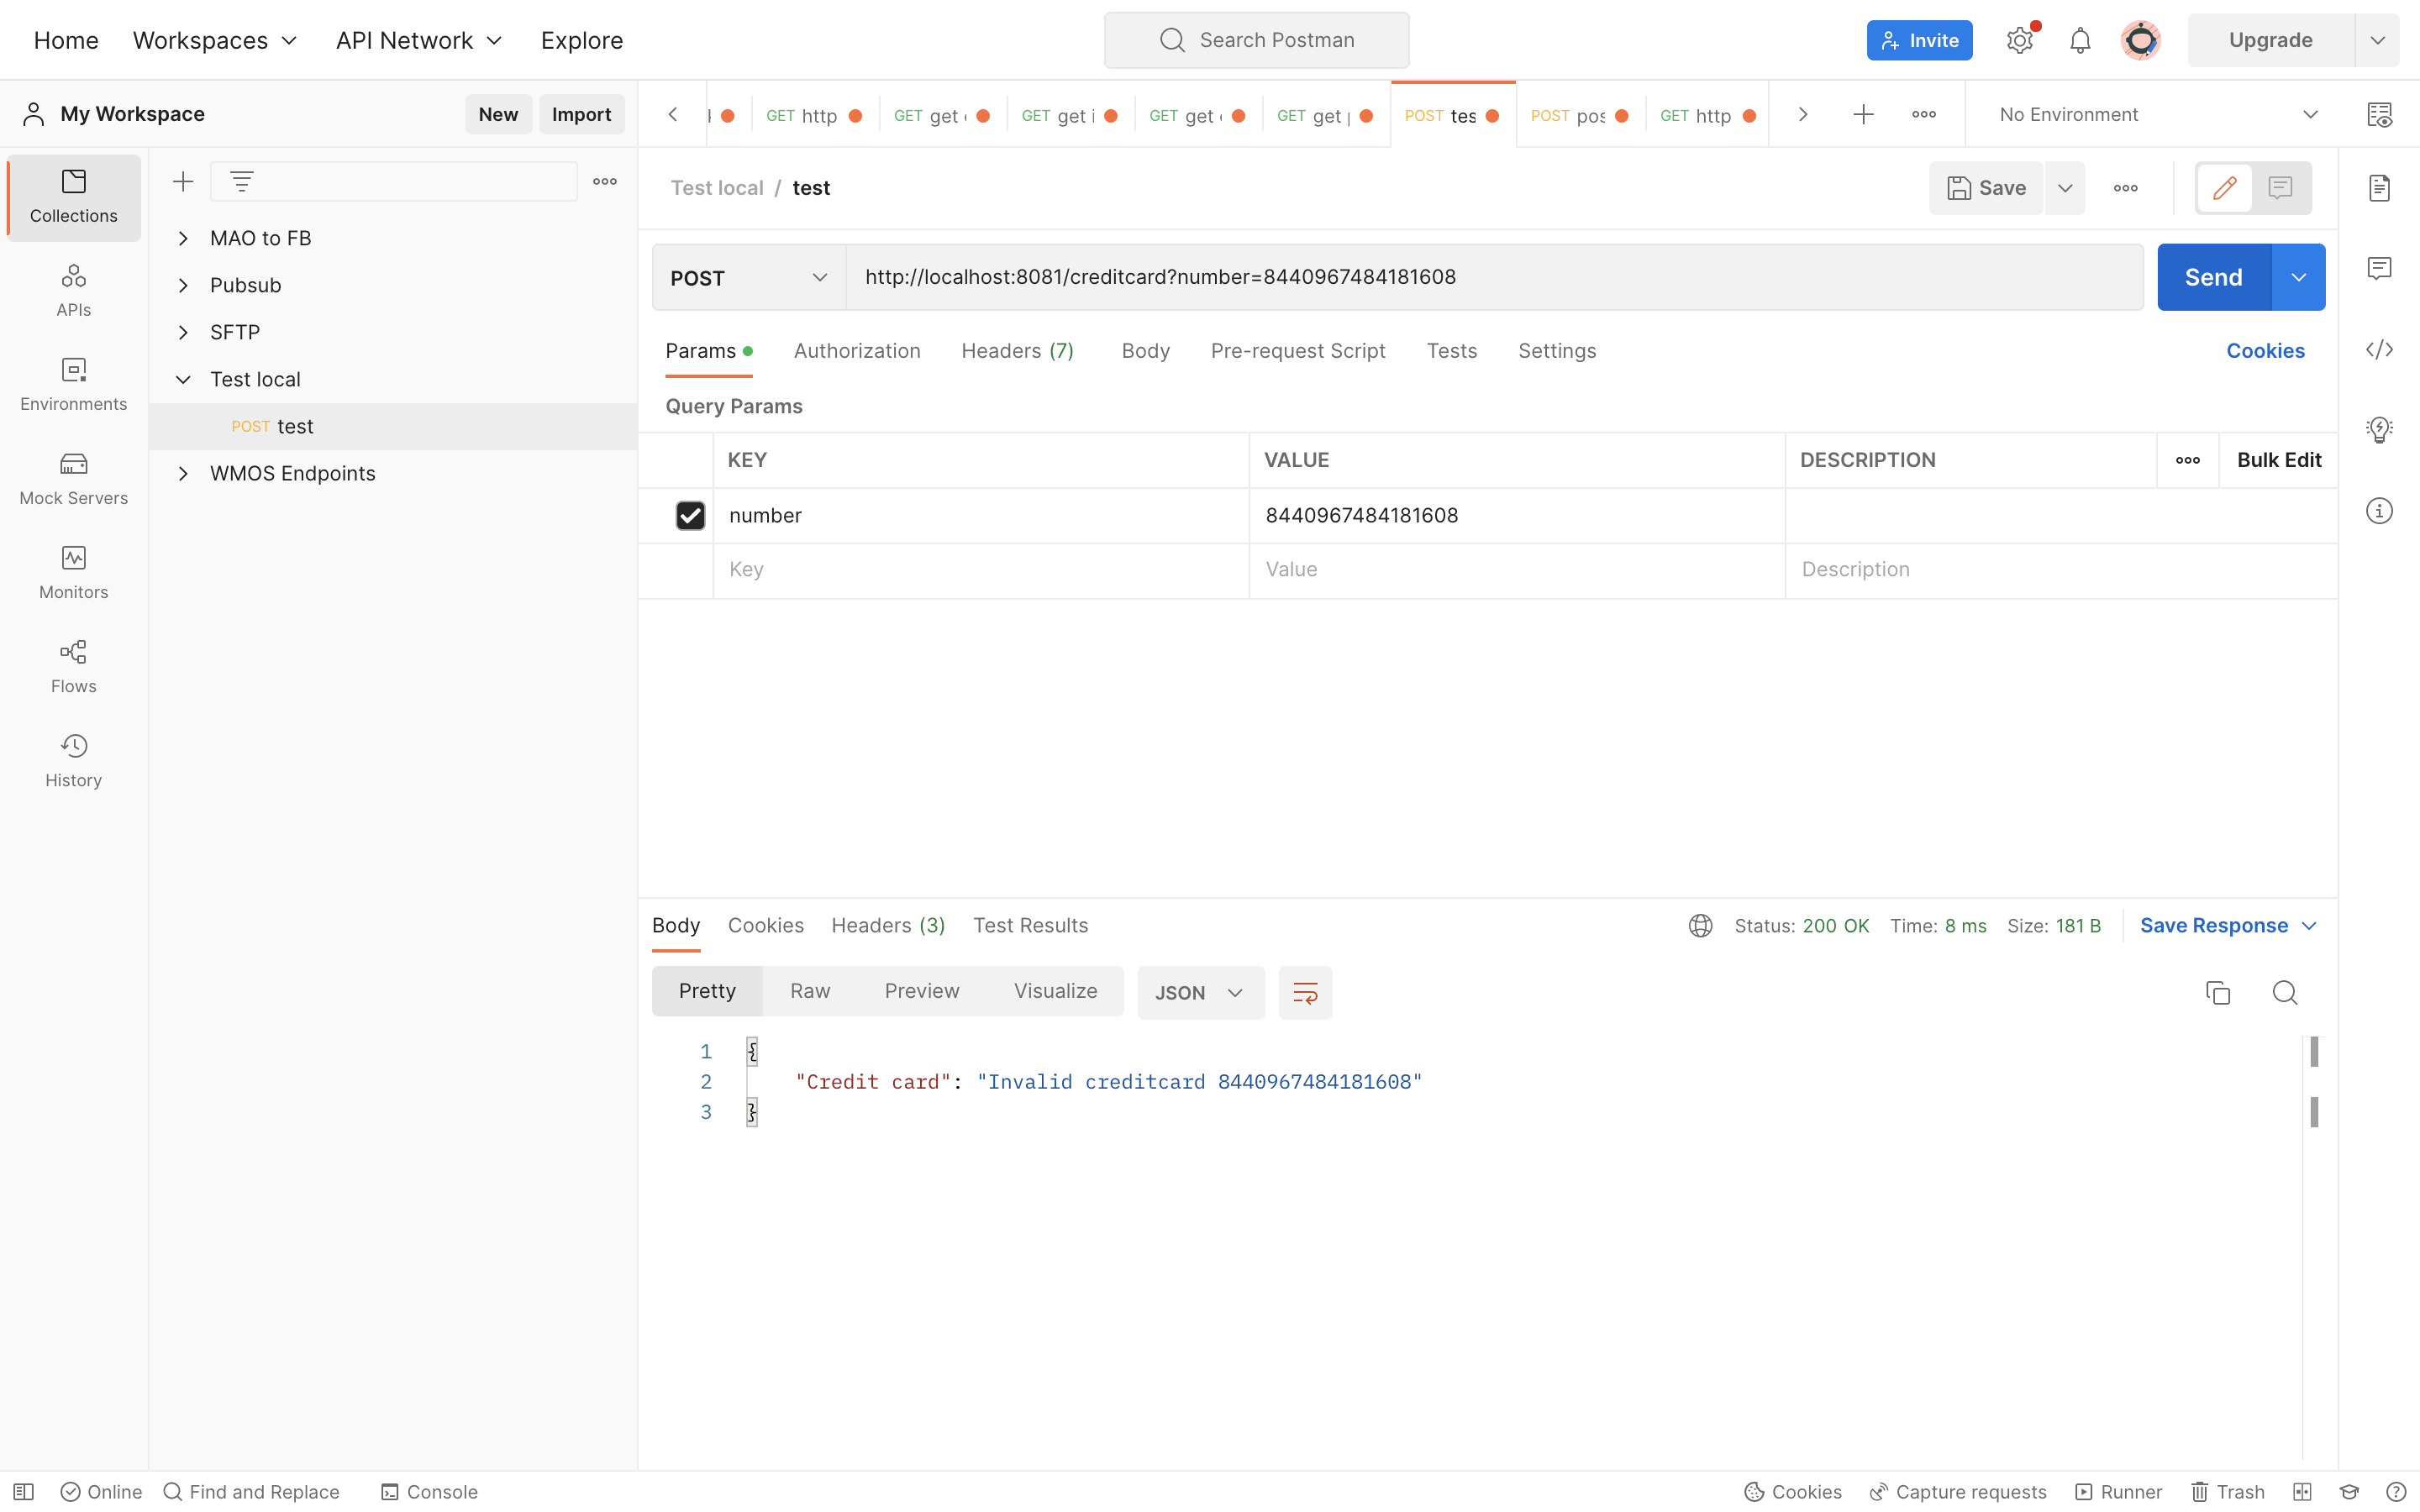 Home Workspaces API Network Explore Search Postman Invite Upgrade
My Workspace New Import
GET http GET get GET get i GET get GET get POST tes POST pos GET http No Environment
Collections
APIs
Environments
Mock Servers
Monitors
Flows
History
MAO to FB
Pubsub
SFTP
Test local
POST test
WMOS Endpoints
Test local / test Save
POST http://localhost:8081/creditcard?number=8440967484181608 Send
Params Authorization Headers (7) Body Pre-request Script Tests Settings Cookies
Query Params
KEY VALUE DESCRIPTION Bulk Edit
number 8440967484181608
Key Value Description
Body Cookies Headers (3) Test Results Status: 200 OK Time: 8 ms Size: 181 B Save Response
Pretty Raw Preview Visualize JSON
1 {
2 "Credit card": "Invalid creditcard 8440967484181608"
3 }
Online Find and Replace Console Cookies Capture requests Runner Trash